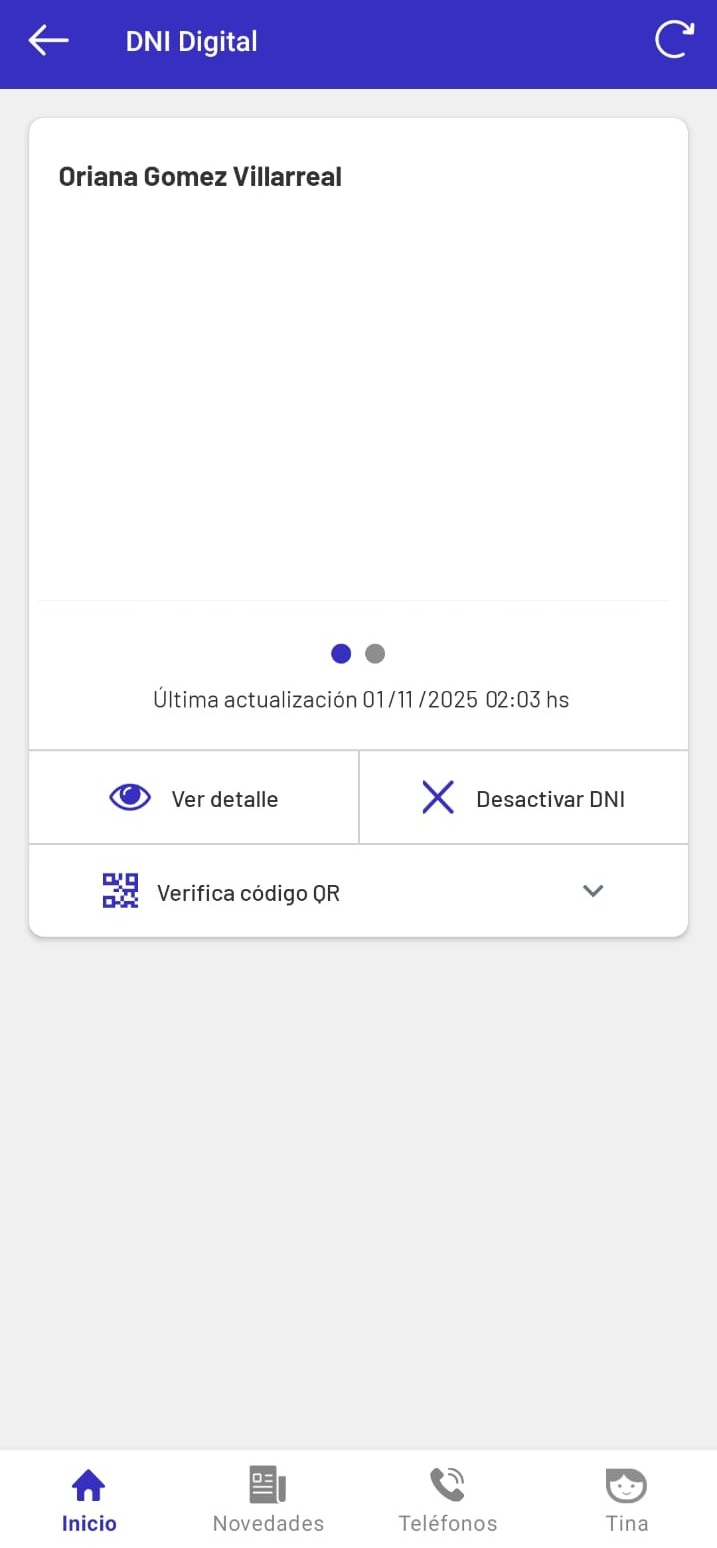 DNI Digital
Oriana Gomez Villarreal
Última actualización 01/11 /2025 02:03 hs
Ver detalle
Desactivar DNI
Verifica código QR
Inicio
Novedades
Teléfonos
Tina